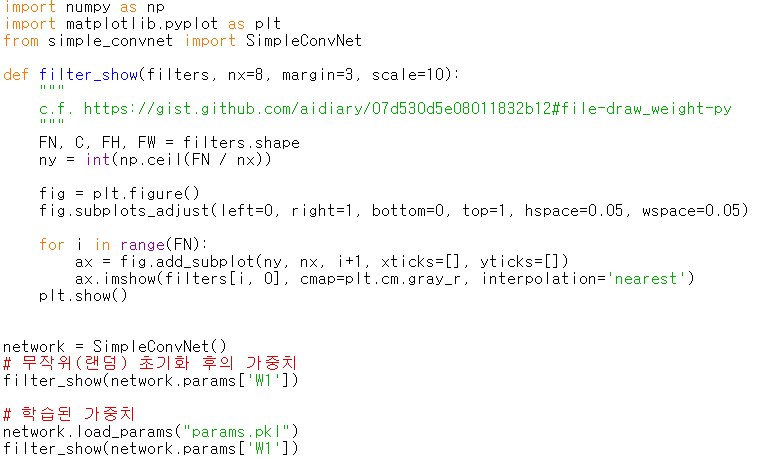 import numpy as np
import matplotlib.pyplot as plt
from simple_convnet import SimpleConvNet

def filter_show(filters, nx=8, margin=3, scale=10):
    """
    c.f. https://gist.github.com/aidiary/07d530d5e08011832b12#file-draw_weight-py
    """
    FN, C, FH, FW = filters.shape
    ny = int(np.ceil(FN / nx))

    fig = plt.figure()
    fig.subplots_adjust(left=0, right=1, bottom=0, top=1, hspace=0.05, wspace=0.05)

    for i in range(FN):
        ax = fig.add_subplot(ny, nx, i+1, xticks=[], yticks=[])
        ax.imshow(filters[i, 0], cmap=plt.cm.gray_r, interpolation='nearest')
    plt.show()


network = SimpleConvNet()
# 무작위(랜덤) 초기화 후의 가중치
filter_show(network.params['W1'])

# 학습된 가중치
network.load_params("params.pkl")
filter_show(network.params['W1'])